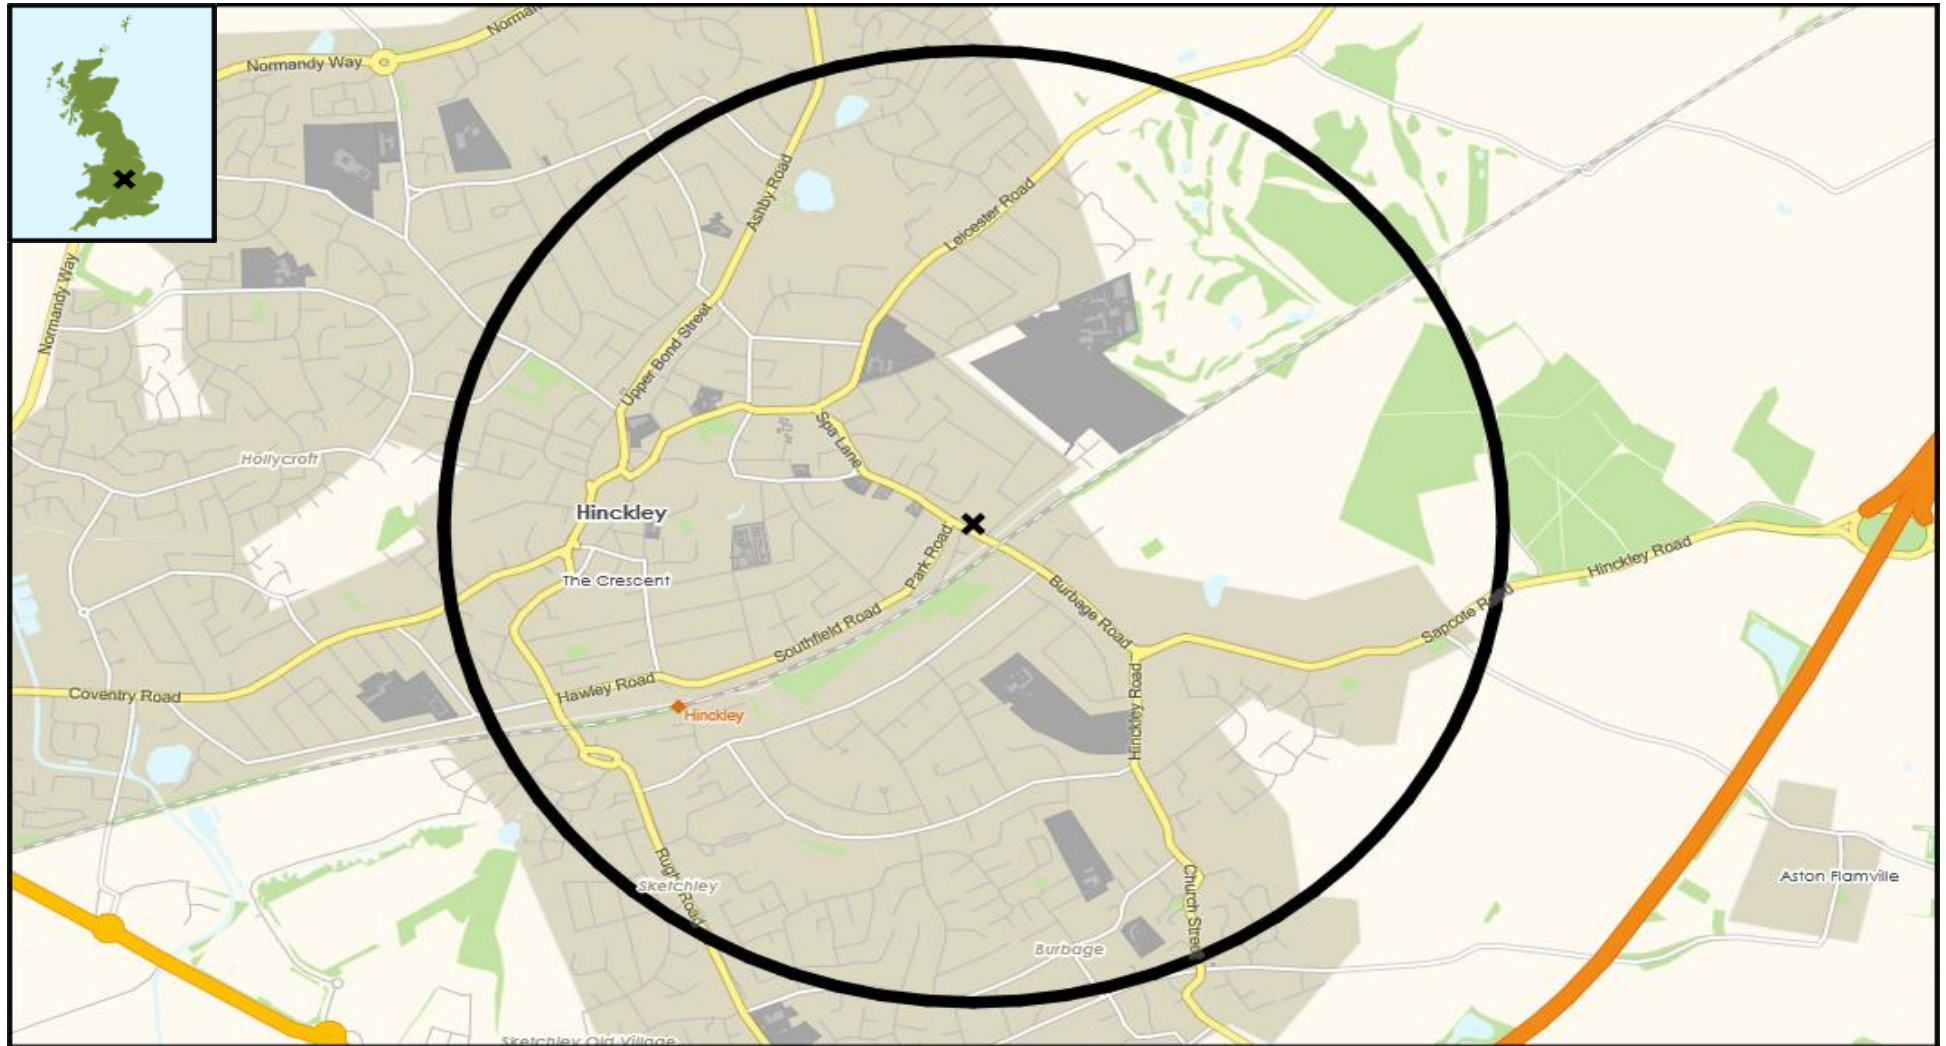 Norman
Normandy Way
Normandy Way
Ashby Road
Leicester Road
Upper Bond Street
Spa Lane
Hollycroft
Hinckley
The Crescent
Park Road
Hinckley Road
Burbage Road
Sapcote Road
Southfield Road
Hawley Road
Coventry Road
Hinckley
Hinckley Road
Rugby Road
Sketchley
Church Street
Aston Flamville
Burbage
Sketchley Old Village